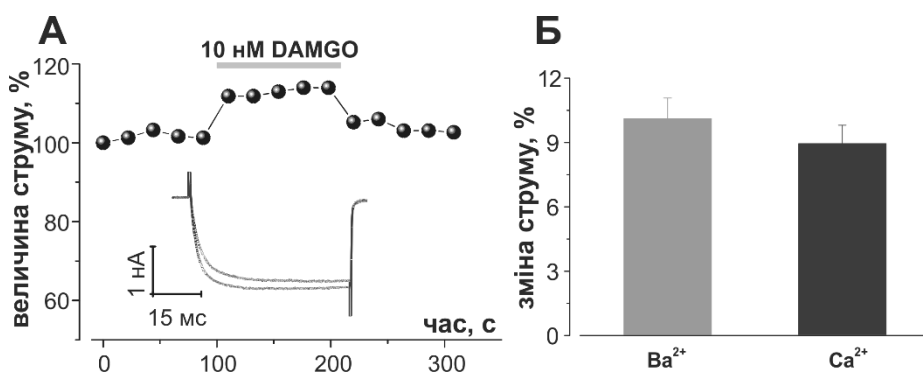 А
10 нМ DAMGO
величина струму, %
120
100
80
60
1 нА
15 мс
час, с
0
100
200
300
Б
зміна струму, %
12
9
6
3
0
Ba²⁺
Ca²⁺